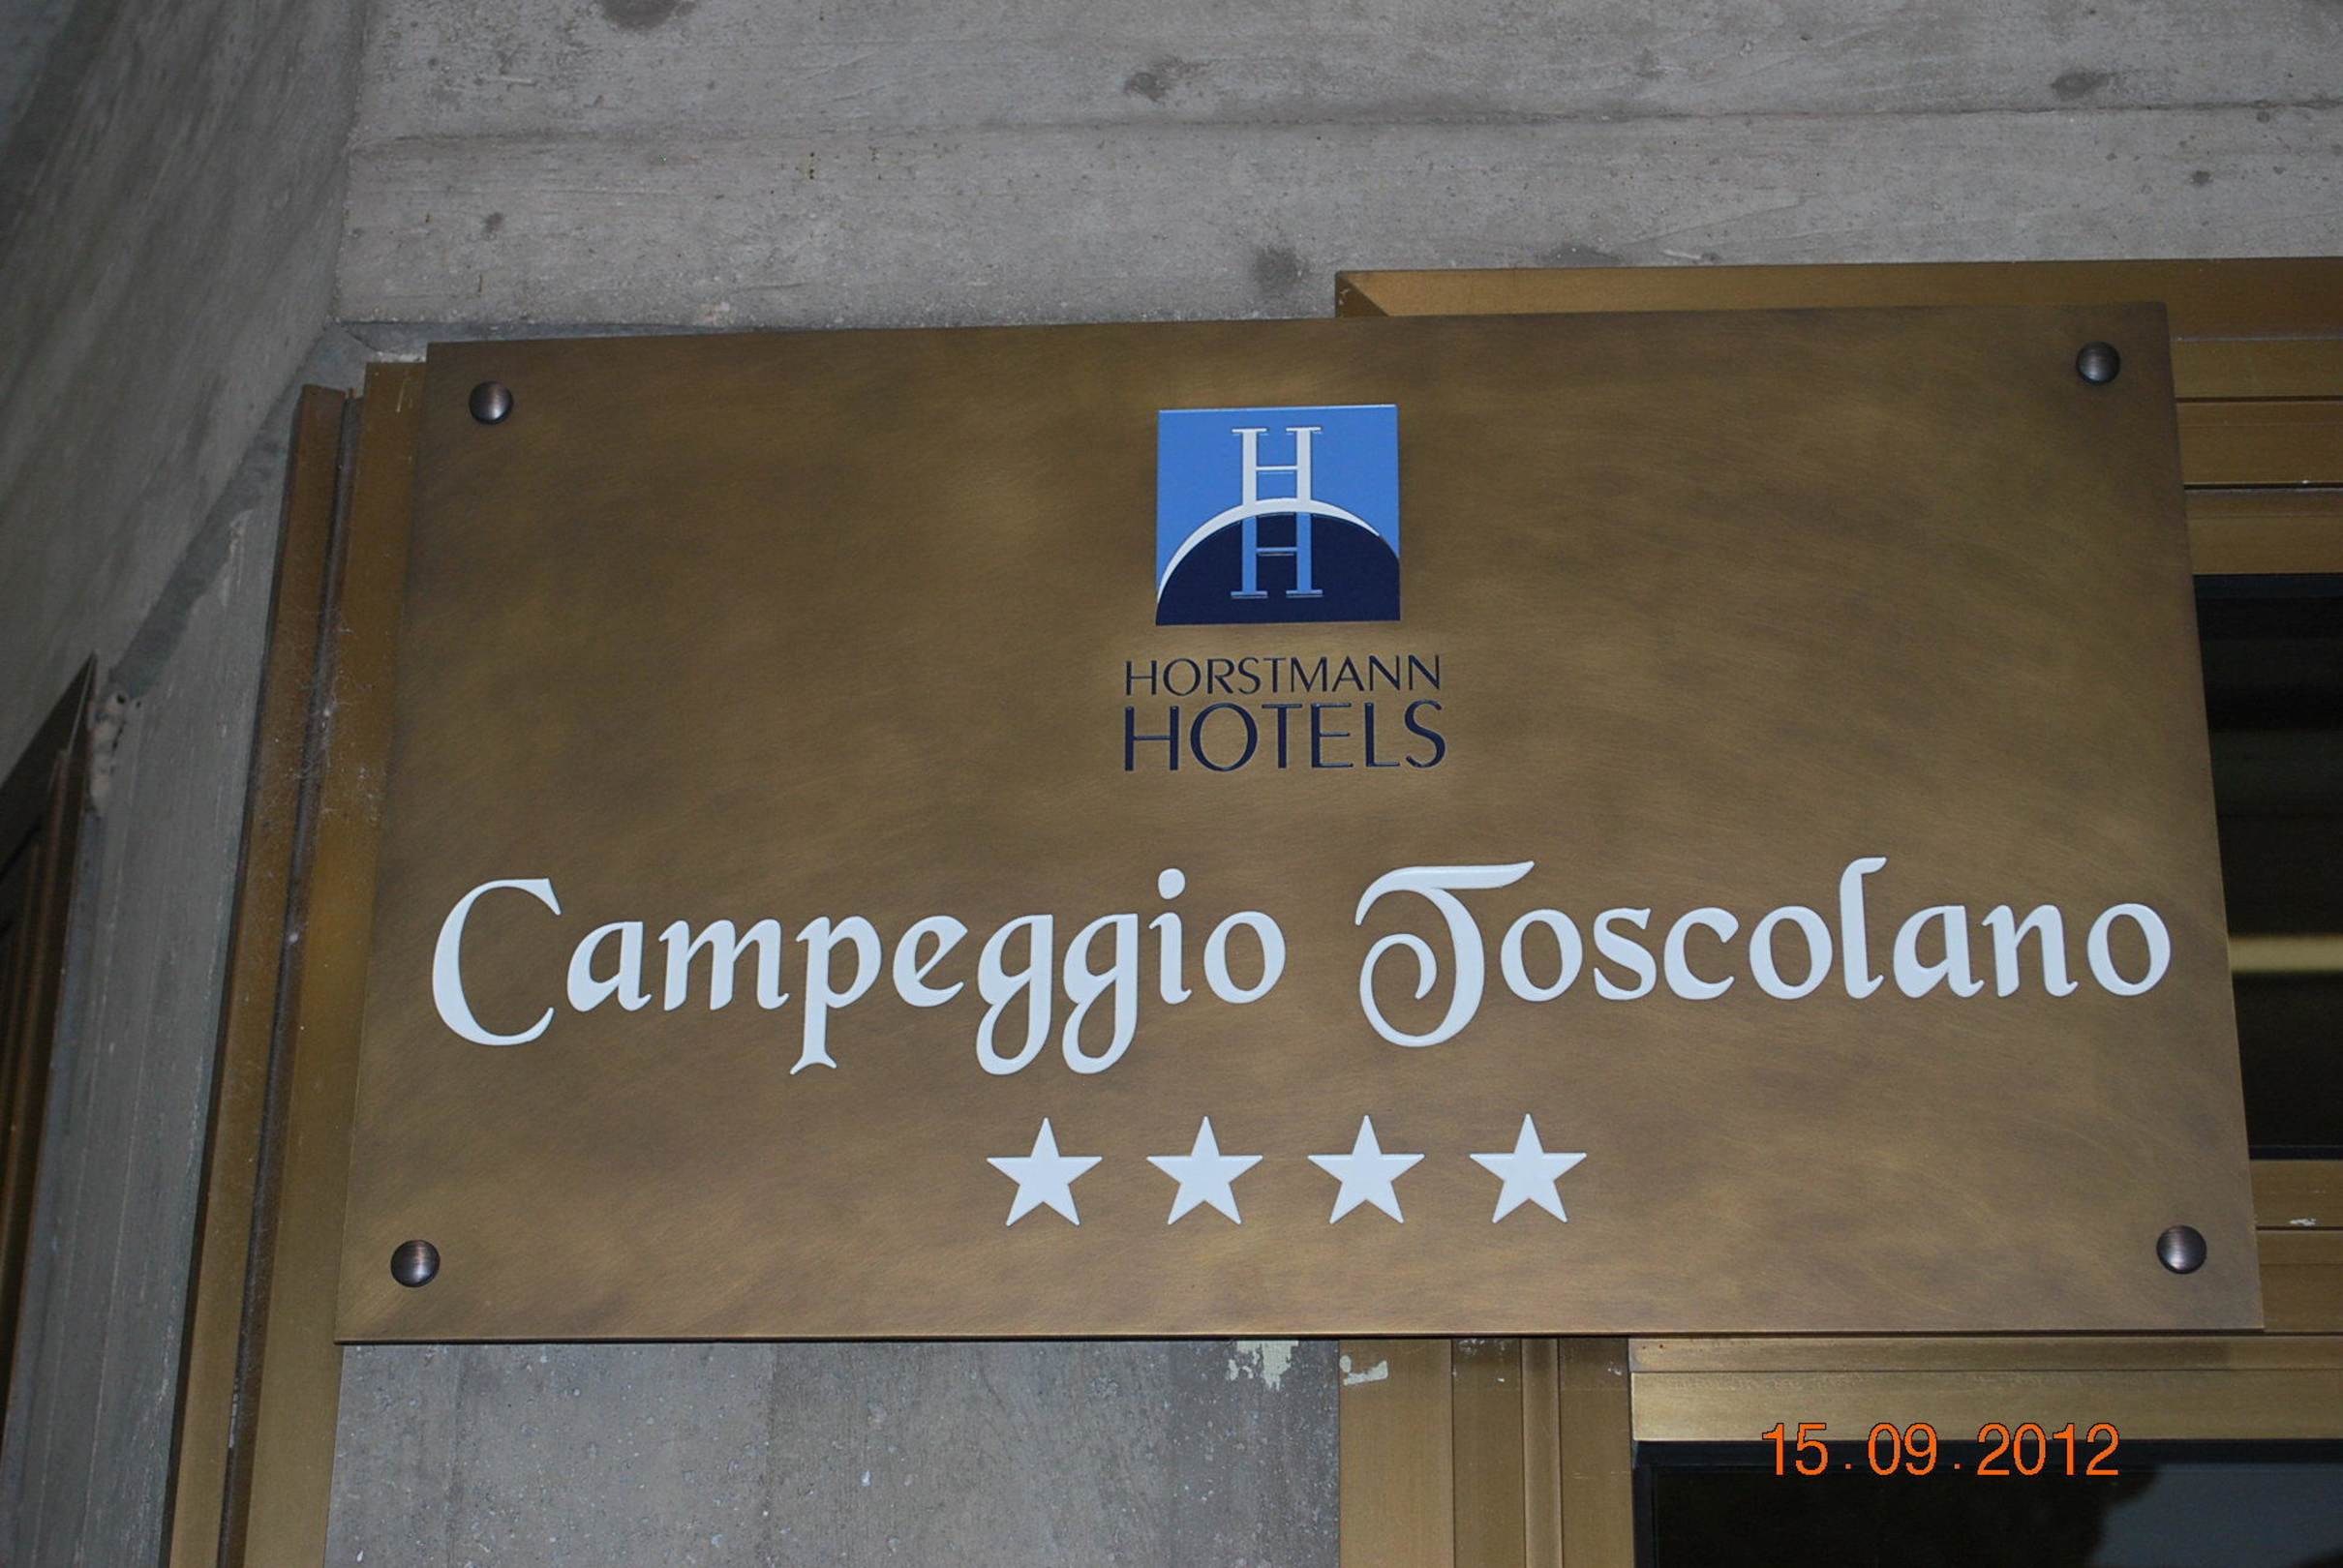 H
H
HORSTMANN
HOTELS
Campeggio Toscolano
15.09.2012